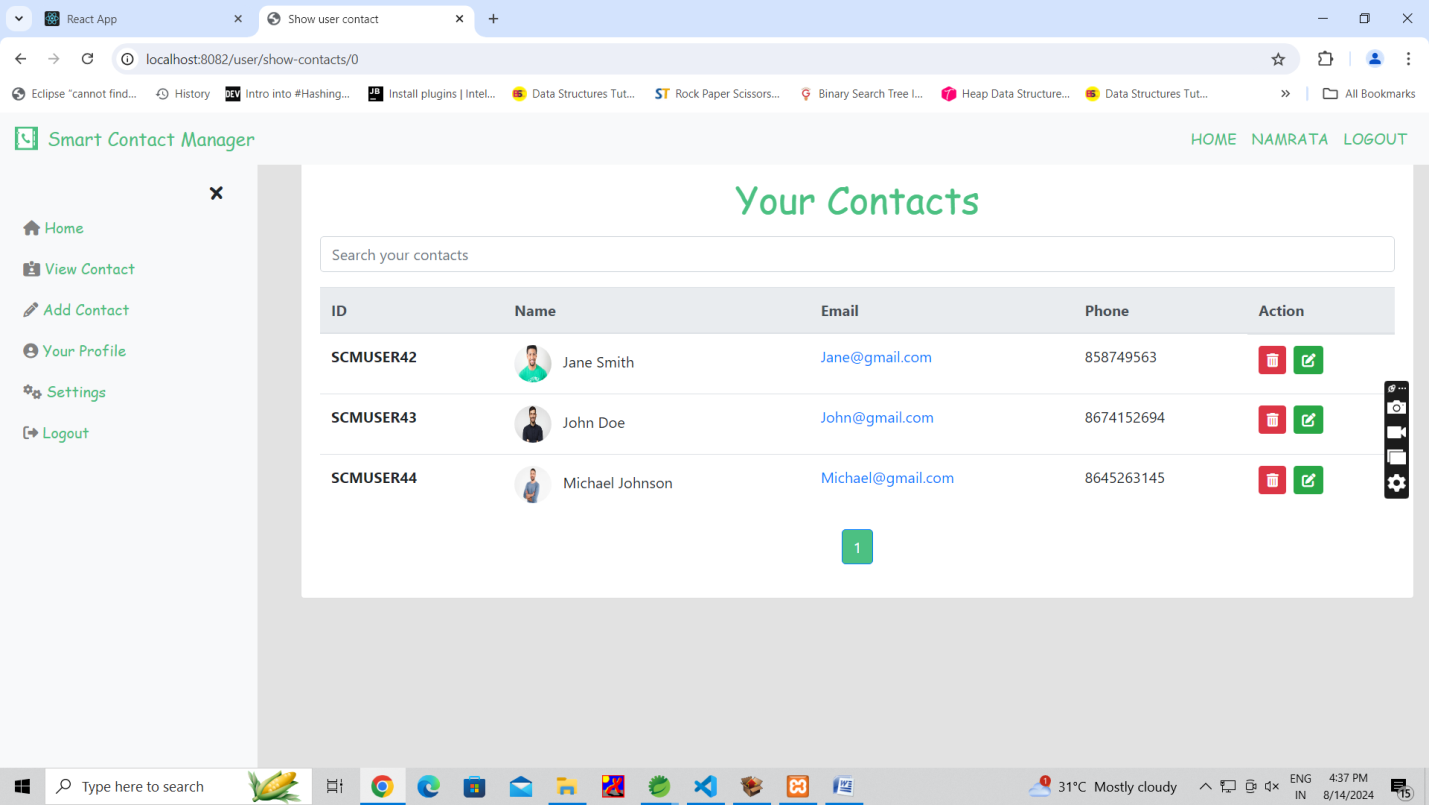 React App
Show user contact
localhost:8082/user/show-contacts/0
Eclipse "cannot find...
History
DEV
Intro into #Hashing...
JB
Install plugins | Intel...
Data Structures Tut...
ST
Rock Paper Scissors...
Binary Search Tree I...
Heap Data Structure...
Data Structures Tut...
All Bookmarks
Smart Contact Manager
HOME NAMRATA LOGOUT
Home
View Contact
Add Contact
Your Profile
Settings
Logout
Your Contacts
Search your contacts
ID Name Email Phone Action
SCMUSER42 Jane Smith Jane@gmail.com 858749563
SCMUSER43 John Doe John@gmail.com 8674152694
SCMUSER44 Michael Johnson Michael@gmail.com 8645263145
1
Type here to search
1
31°C Mostly cloudy
ENG
IN
4:37 PM
8/14/2024
15